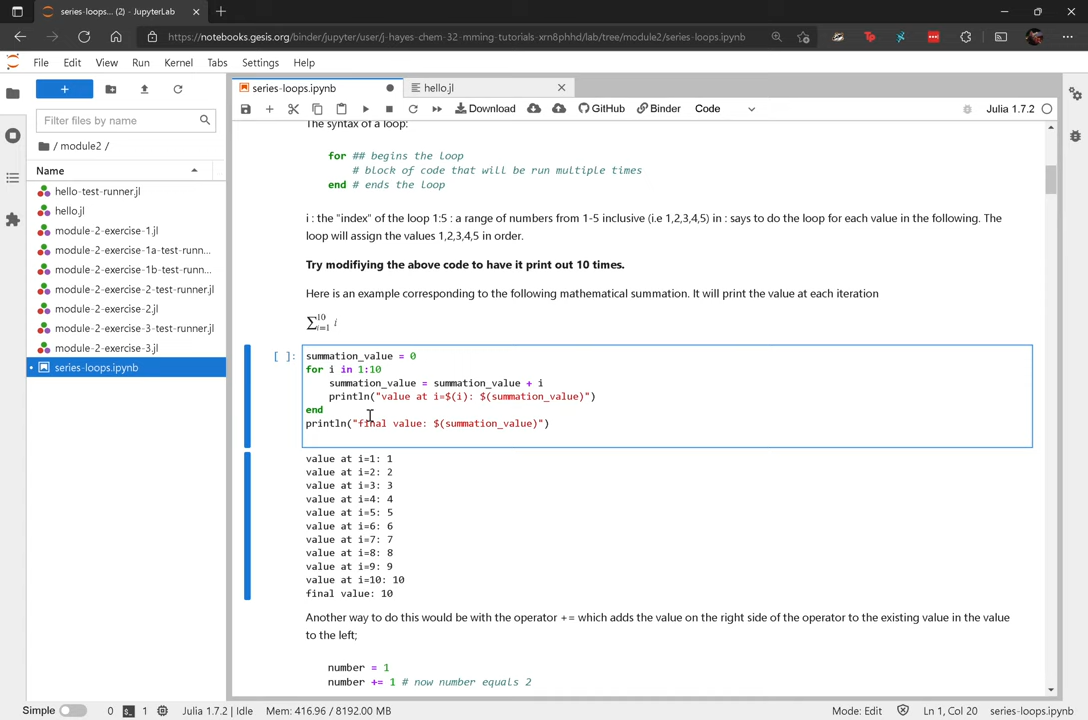 series-loops... (2) - JupyterLab
https://notebooks.gesis.org/binder/jupyter/user/j-hayes-chem-32-mming-tutorials-xrn8phhd/lab/tree/module2/series-loops.ipynb
File Edit View Run Kernel Tabs Settings Help
series-loops.ipynb
hello.jl
Download GitHub Binder Code Julia 1.7.2
Filter files by name
/ module2 /
Name
hello-test-runner.jl
hello.jl
module-2-exercise-1.jl
module-2-exercise-1a-test-runn...
module-2-exercise-1b-test-runn...
module-2-exercise-2-test-runner.jl
module-2-exercise-2.jl
module-2-exercise-3-test-runner.jl
module-2-exercise-3.jl
series-loops.ipynb
The syntax of a loop:
for ## begins the loop
# block of code that will be run multiple times
end # ends the loop
i : the "index" of the loop 1:5 : a range of numbers from 1-5 inclusive (i.e 1,2,3,4,5) in : says to do the loop for each value in the following. The
loop will assign the values 1,2,3,4,5 in order.
Try modifiying the above code to have it print out 10 times.
Here is an example corresponding to the following mathematical summation. It will print the value at each iteration
∑_{i=1}^{10} i
[ ]:
summation_value = 0
for i in 1:10
summation_value = summation_value + i
println("value at i=$(i): $(summation_value)")
end
println("final value: $(summation_value)")
value at i=1: 1
value at i=2: 2
value at i=3: 3
value at i=4: 4
value at i=5: 5
value at i=6: 6
value at i=7: 7
value at i=8: 8
value at i=9: 9
value at i=10: 10
final value: 10
Another way to do this would be with the operator += which adds the value on the right side of the operator to the existing value in the value
to the left;
number = 1
number += 1 # now number equals 2
Simple 0 1 Julia 1.7.2 | Idle Mem: 416.96 / 8192.00 MB Mode: Edit Ln 1, Col 20 series-loops.ipynb